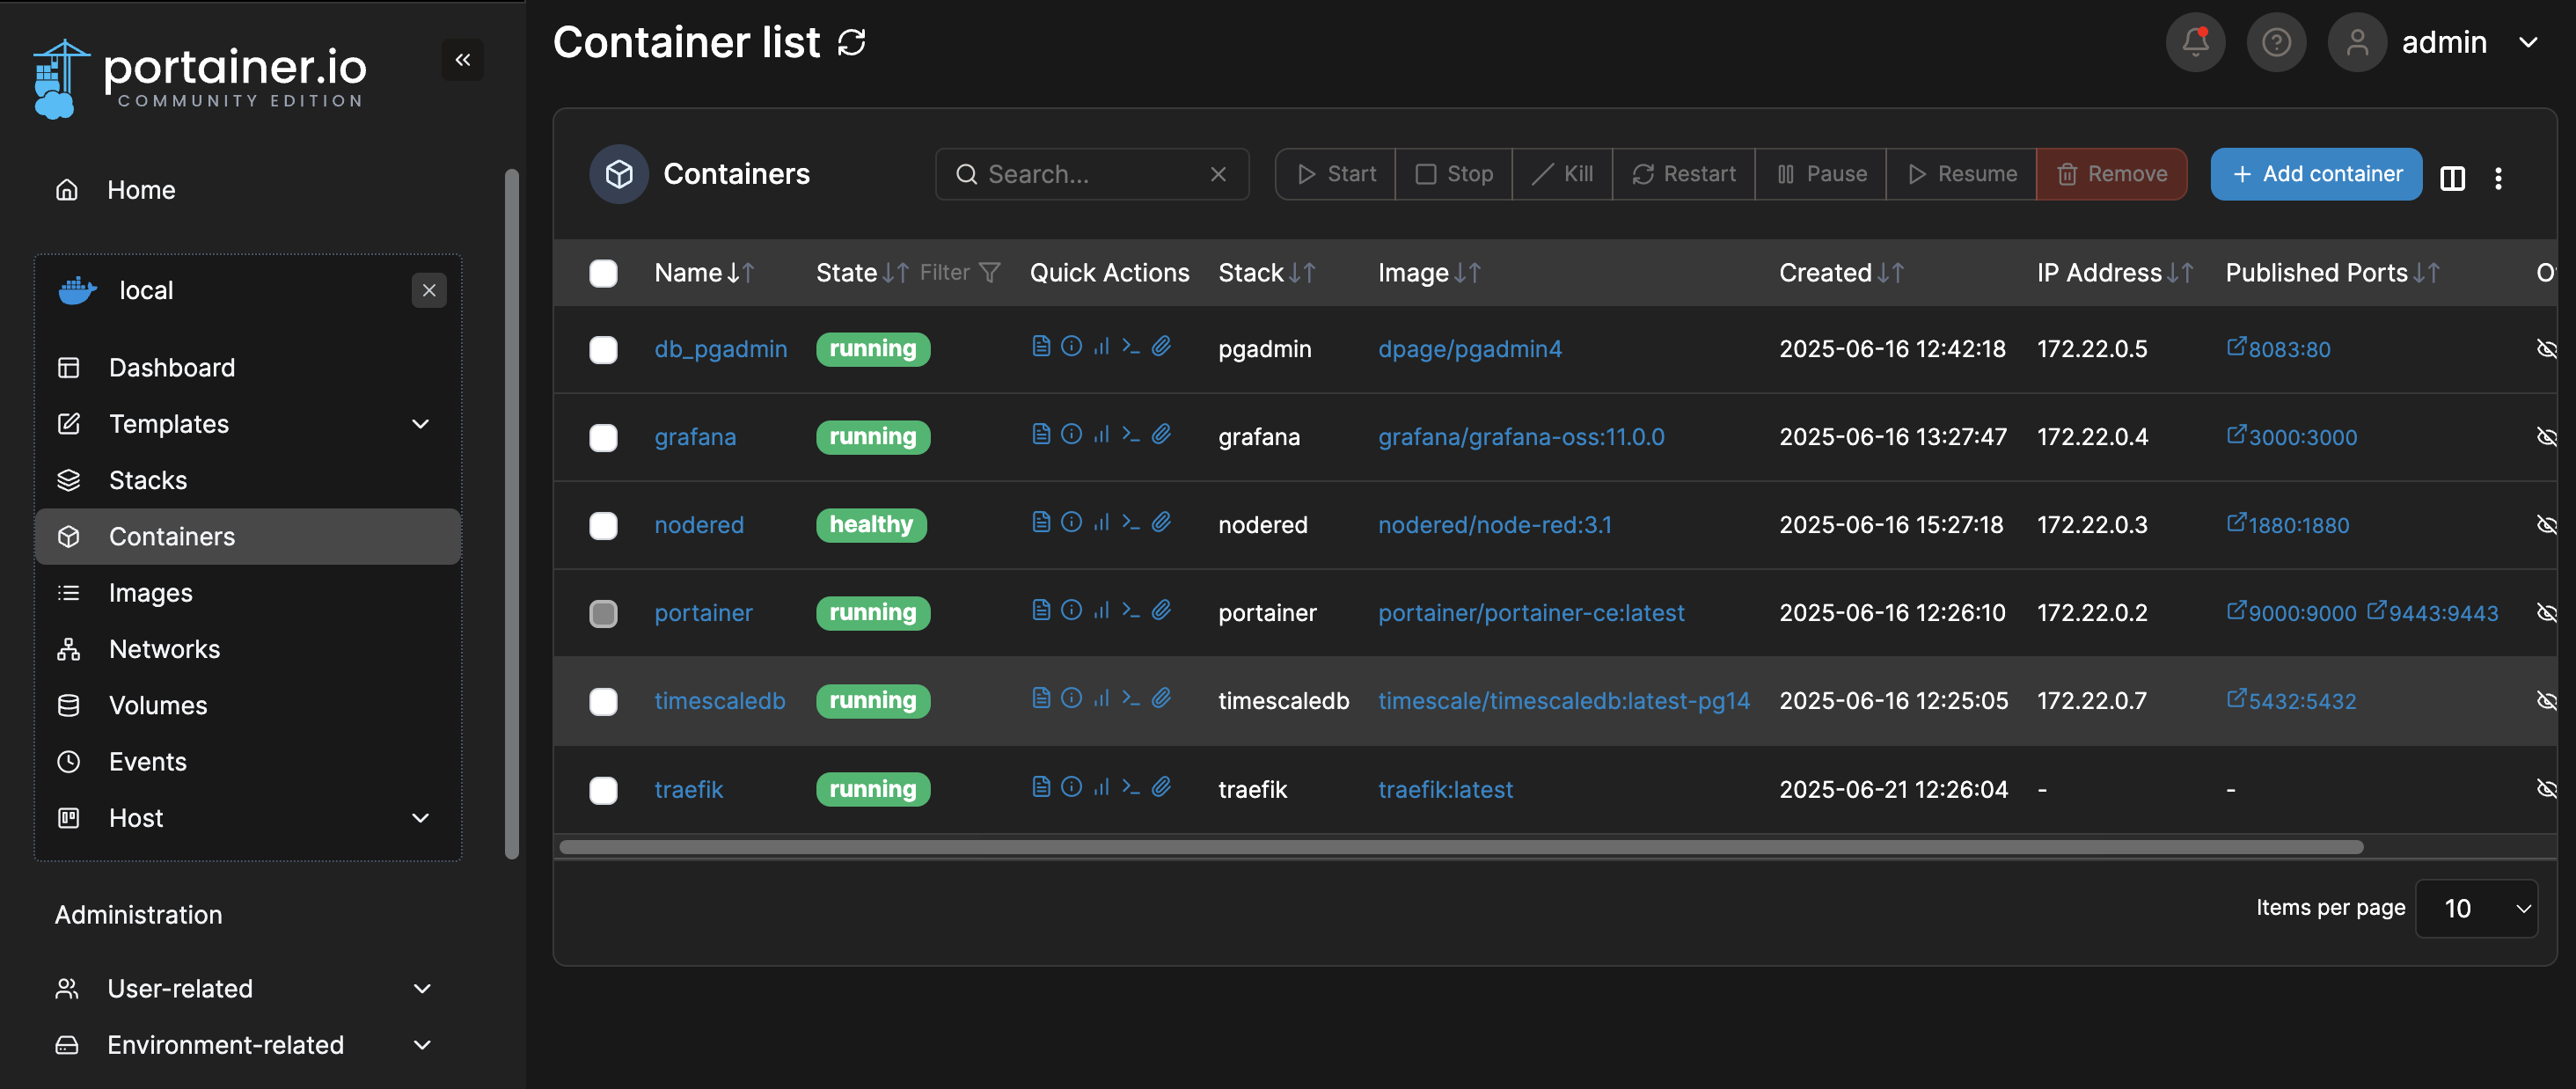 portainer.io
COMMUNITY EDITION
Home
local
Dashboard
Templates
Stacks
Containers
Images
Networks
Volumes
Events
Host
Administration
User-related
Environment-related
Container list
admin
Containers
Search...
Start Stop Kill Restart Pause Resume Remove
Add container
Name State Filter Quick Actions Stack Image Created IP Address Published Ports
db_pgadmin running pgadmin dpage/pgadmin4 2025-06-16 12:42:18 172.22.0.5 8083:80
grafana running grafana grafana/grafana-oss:11.0.0 2025-06-16 13:27:47 172.22.0.4 3000:3000
nodered healthy nodered nodered/node-red:3.1 2025-06-16 15:27:18 172.22.0.3 1880:1880
portainer running portainer portainer/portainer-ce:latest 2025-06-16 12:26:10 172.22.0.2 9000:9000 9443:9443
timescaledb running timescaledb timescale/timescaledb:latest-pg14 2025-06-16 12:25:05 172.22.0.7 5432:5432
traefik running traefik traefik:latest 2025-06-21 12:26:04 - -
Items per page 10